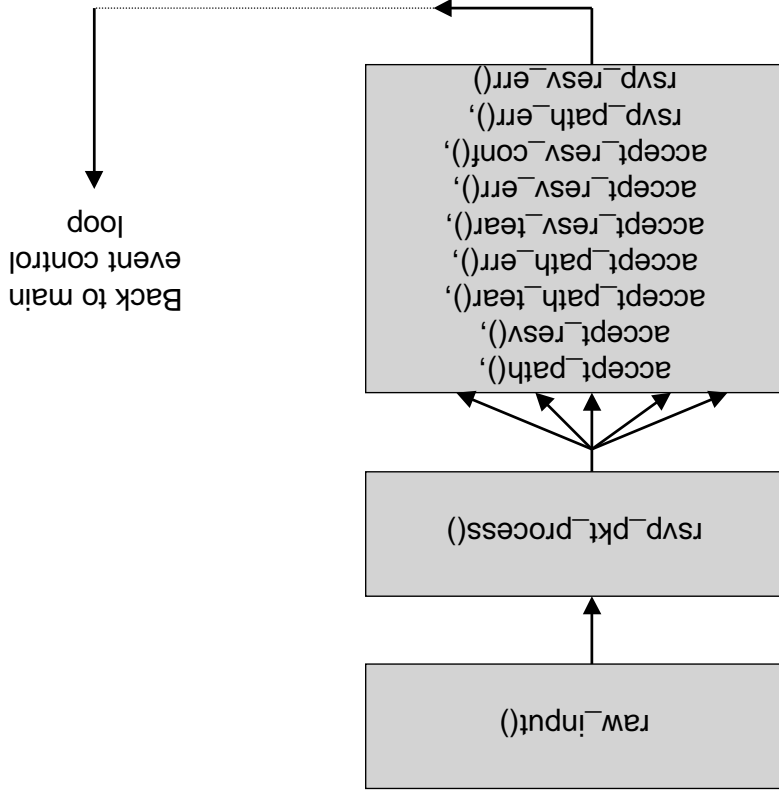 raw_input()
rsvp_pkt_process()
accept_path(),
accept_resv(),
accept_path_tear(),
accept_path_err(),
accept_resv_tear(),
accept_resv_err(),
accept_resv_conf(),
rsvp_path_err(),
rsvp_resv_err()
Back to main
event control
loop